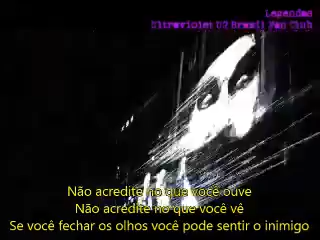 Legendas
Ultraviolet U2 Brasil Fan Club
Não acredite no que você ouve
Não acredite no que você vê
Se você fechar os olhos você pode sentir o inimigo